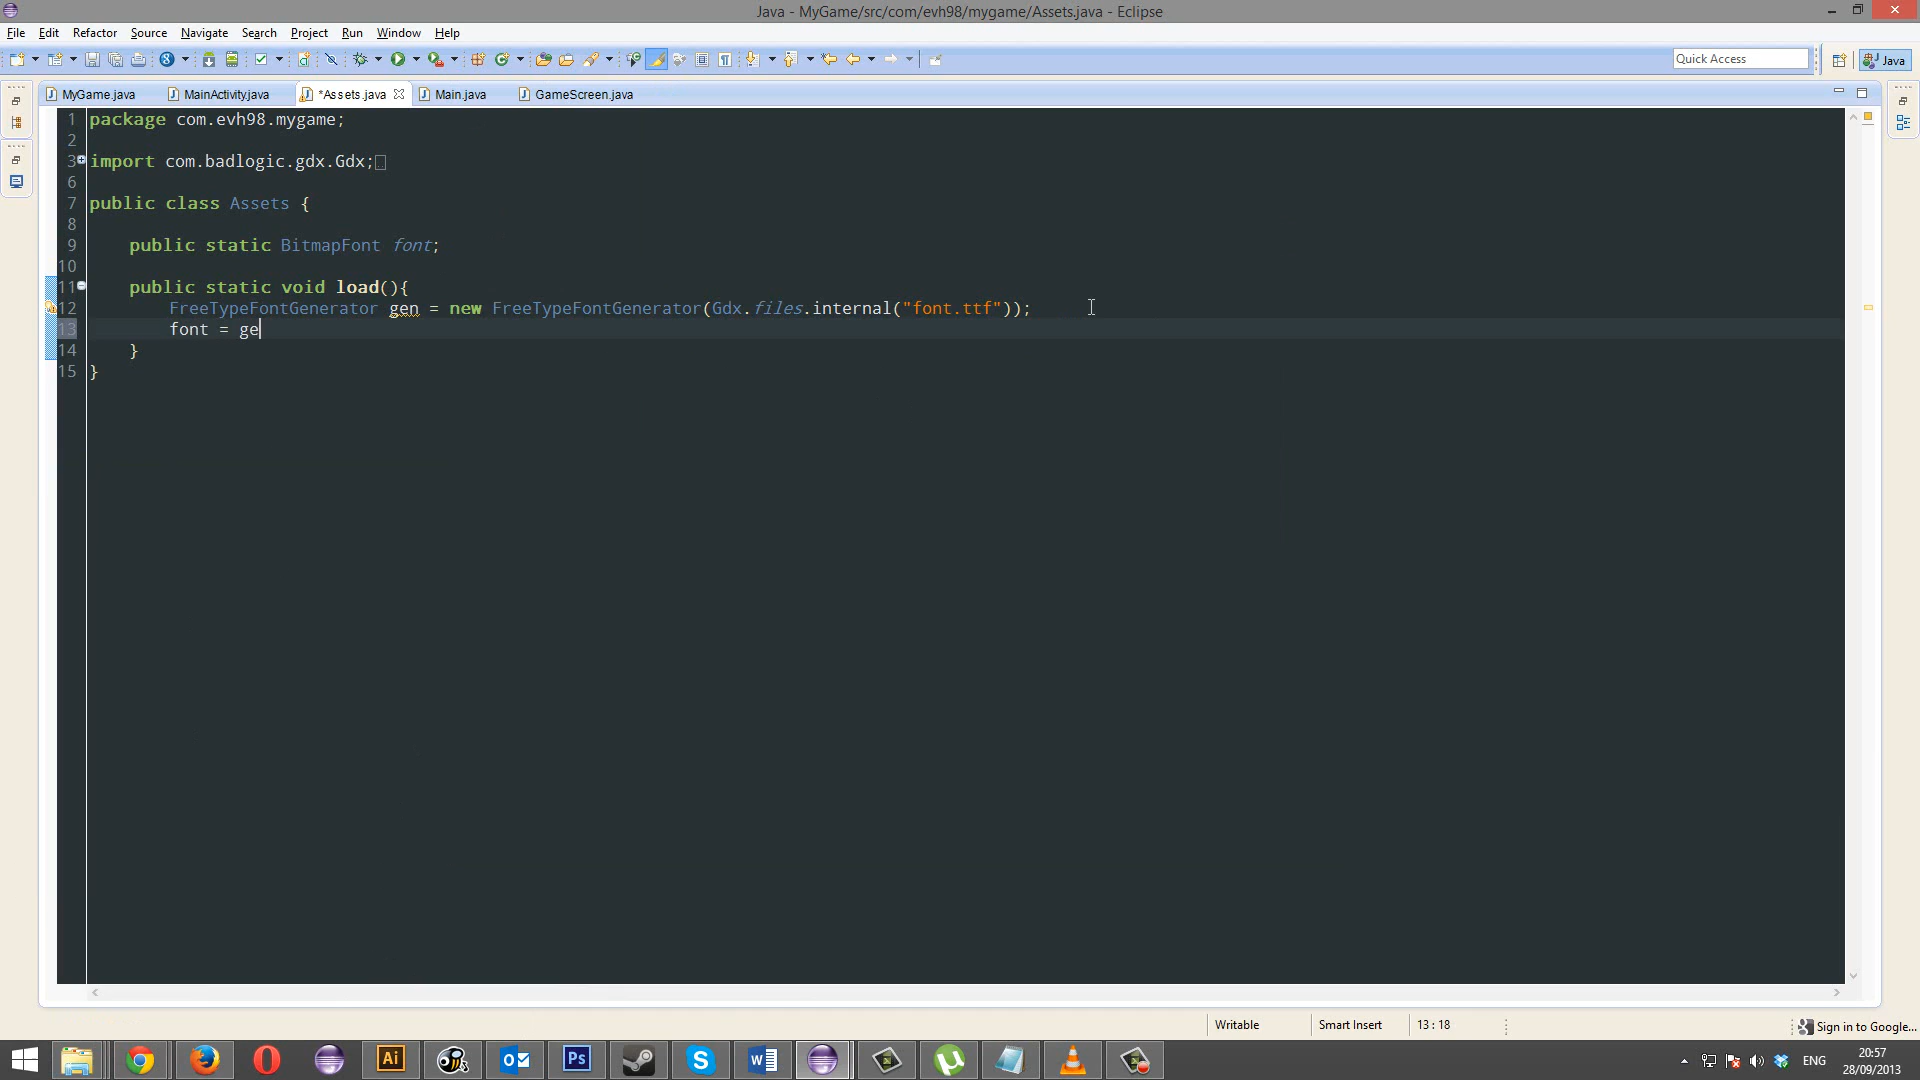 Java - MyGame/src/com/evh98/mygame/Assets.java - Eclipse
File Edit Refactor Source Navigate Search Project Run Window Help
Quick Access
Java
MyGame.java MainActivity.java *Assets.java Main.java GameScreen.java
1 package com.evh98.mygame;
2
3 import com.badlogic.gdx.Gdx;
6
7 public class Assets {
8
9 public static BitmapFont font;
10
11 public static void load(){
12 FreeTypeFontGenerator gen = new FreeTypeFontGenerator(Gdx.files.internal("font.ttf"));
13 font = ge
14 }
15 }
Writable Smart Insert 13 : 18
Sign in to Google...
Ai Ps ENG 20:57
28/09/2013